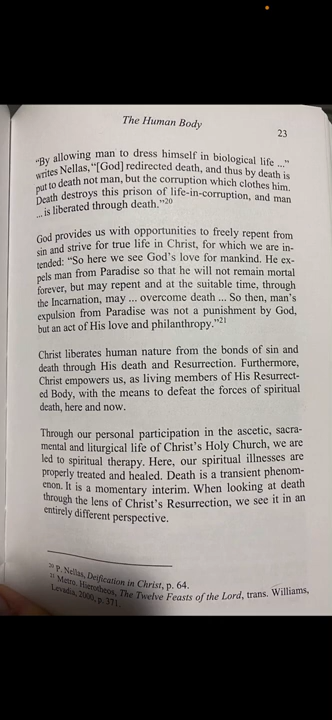 The Human Body
23
“By allowing man to dress himself in biological life ...”
writes Nellas, “[God] redirected death, and thus by death is
put to death not man, but the corruption which clothes him.
Death destroys this prison of life-in-corruption, and man
... is liberated through death.”20
God provides us with opportunities to freely repent from
sin and strive for true life in Christ, for which we are in-
tended: “So here we see God’s love for mankind. He ex-
pels man from Paradise so that he will not remain mortal
forever, but may repent and at the suitable time, through
the Incarnation, may ... overcome death ... So then, man’s
expulsion from Paradise was not a punishment by God,
but an act of His love and philanthropy.”21
Christ liberates human nature from the bonds of sin and
death through His death and Resurrection. Furthermore,
Christ empowers us, as living members of His Resurrect-
ed Body, with the means to defeat the forces of spiritual
death, here and now.
Through our personal participation in the ascetic, sacra-
mental and liturgical life of Christ’s Holy Church, we are
led to spiritual therapy. Here, our spiritual illnesses are
properly treated and healed. Death is a transient phenom-
enon. It is a momentary interim. When looking at death
through the lens of Christ’s Resurrection, we see it in an
entirely different perspective.
20 P. Nellas, Deification in Christ, p. 64.
21 Metro. Hierotheos, The Twelve Feasts of the Lord, trans. Williams,
Levadia, 2000, p. 371